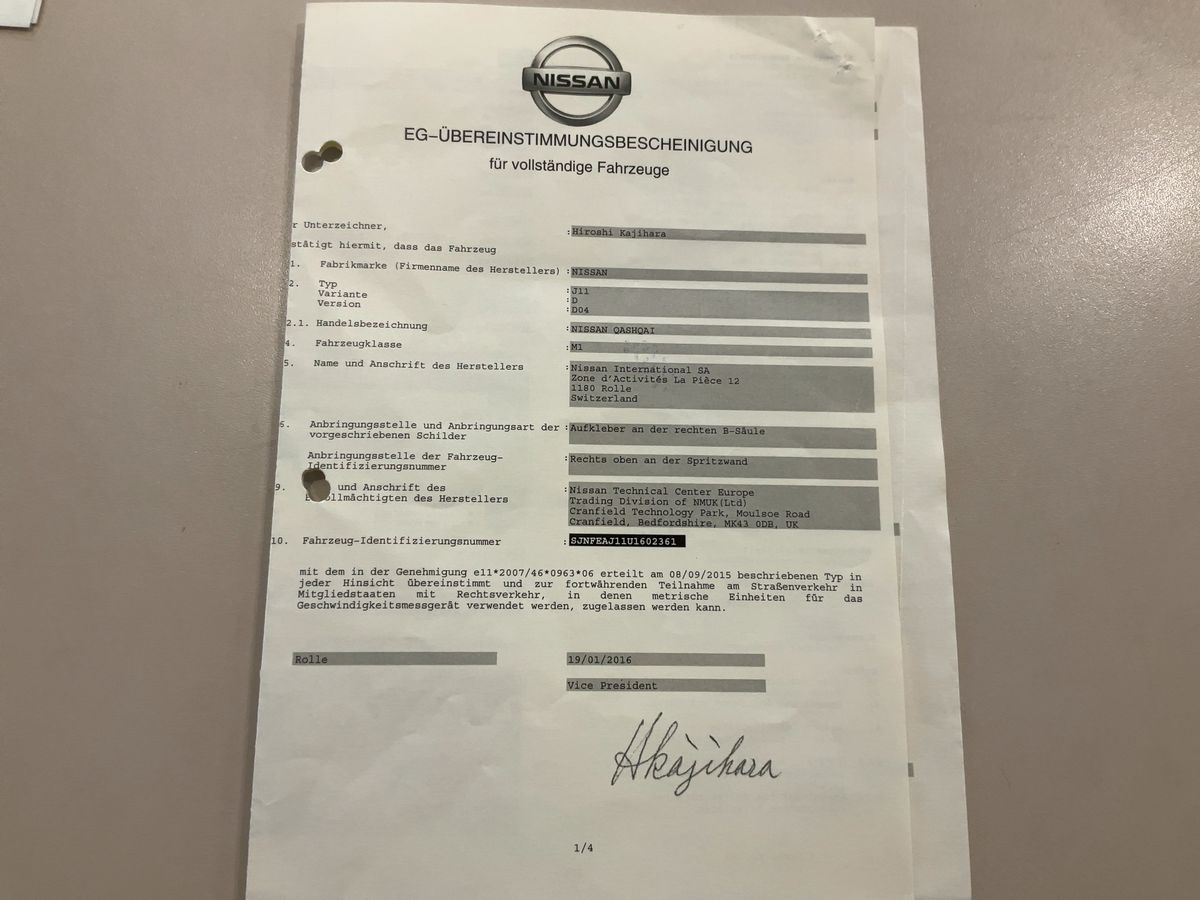 NISSAN
EG-ÜBEREINSTIMMUNGSBESCHEINIGUNG
für vollständige Fahrzeuge
r Unterzeichner, :Hiroshi Kajihara
stätigt hiermit, dass das Fahrzeug
1. Fabrikmarke (Firmenname des Herstellers) :NISSAN
2. Typ :J11
Variante :D
Version :D04
2.1. Handelsbezeichnung :NISSAN QASHQAI
4. Fahrzeugklasse :M1
5. Name und Anschrift des Herstellers :Nissan International SA
Zone d'Activités La Pièce 12
1180 Rolle
Switzerland
6. Anbringungsstelle und Anbringungsart der :Aufkleber an der rechten B-Säule
vorgeschriebenen Schilder
Anbringungsstelle der Fahrzeug- :Rechts oben an der Spritzwand
Identifizierungsnummer
9. und Anschrift des :Nissan Technical Center Europe
ollmächtigten des Herstellers Trading Division of NMUK(Ltd)
Cranfield Technology Park, Moulsoe Road
Cranfield, Bedfordshire, MK43 0DB, UK
10. Fahrzeug-Identifizierungsnummer :SJNFEAJ11U1602361
mit dem in der Genehmigung e11*2007/46*0963*06 erteilt am 08/09/2015 beschriebenen Typ in
jeder Hinsicht übereinstimmt und zur fortwährenden Teilnahme am Straßenverkehr in
Mitgliedstaaten mit Rechtsverkehr, in denen metrische Einheiten für das
Geschwindigkeitsmessgerät verwendet werden, zugelassen werden kann.
Rolle 19/01/2016
Vice President
Hkajihara
1/4